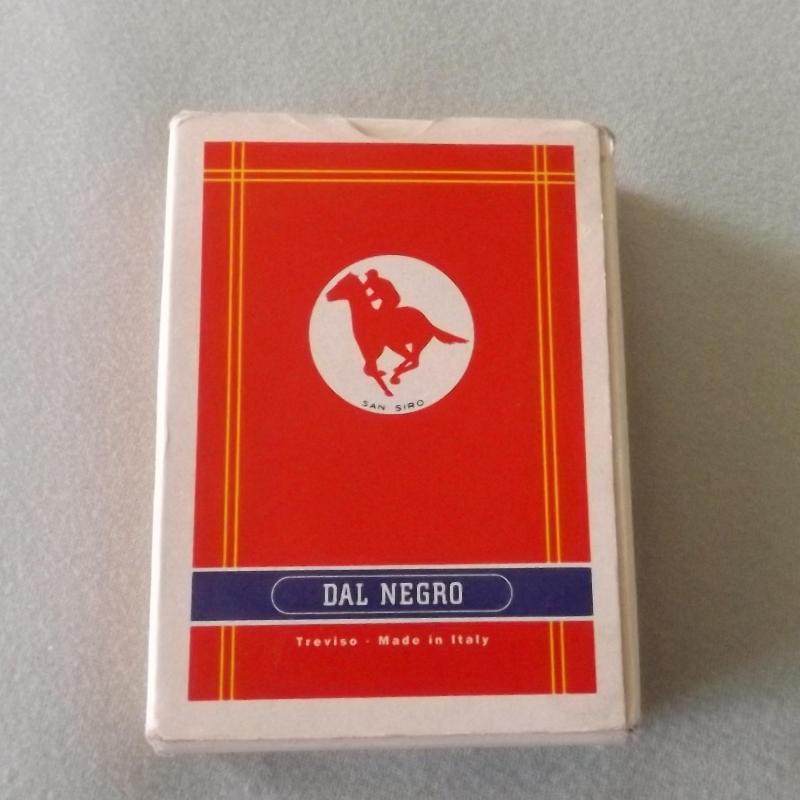 SAN SIRO
DAL NEGRO
Treviso - Made in Italy